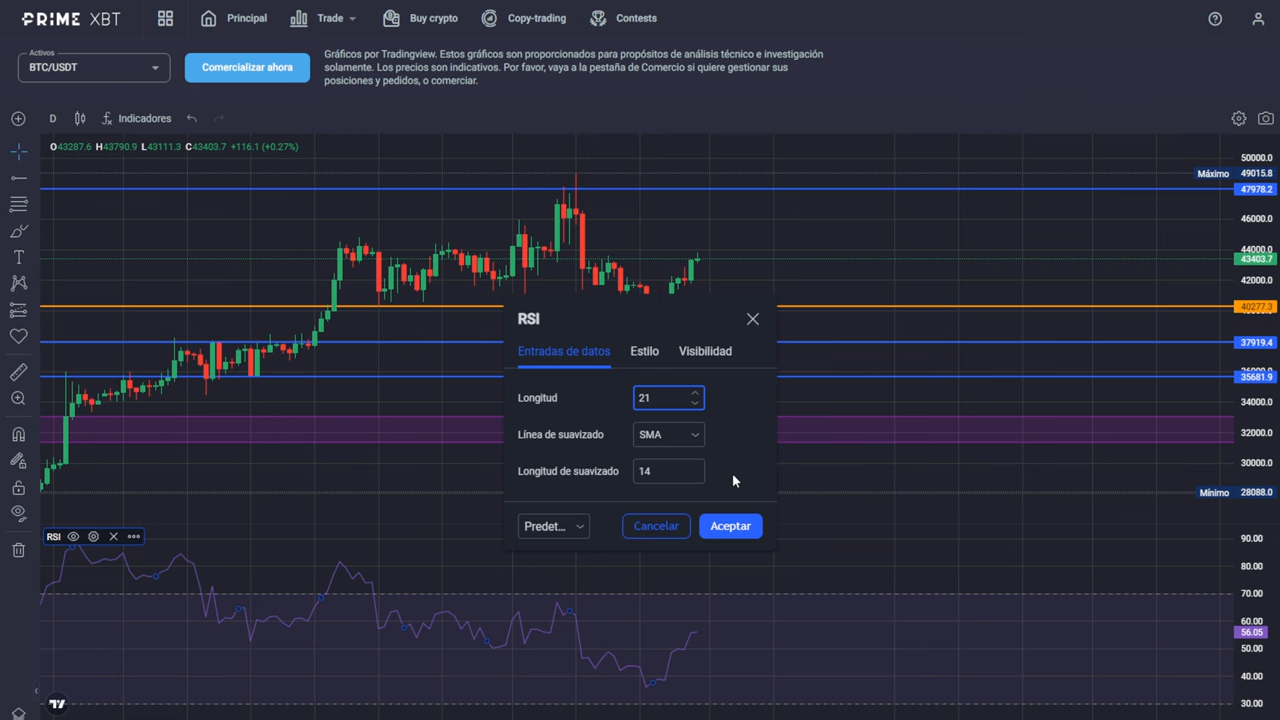 PRIME XBT
Principal
Trade
Buy crypto
Copy-trading
Contests
Activos
BTC/USDT
Comercializar ahora
Gráficos por Tradingview. Estos gráficos son proporcionados para propósitos de análisis técnico e investigación
solamente. Los precios son indicativos. Por favor, vaya a la pestaña de Comercio si quiere gestionar sus
posiciones y pedidos, o comerciar.
D
Indicadores
O43287.6 H43790.9 L43111.3 C43403.7 +116.1 (+0.27%)
50000.0
Máximo 49015.8
47978.2
46000.0
44000.0
43403.7
42000.0
40277.3
37919.4
35681.9
34000.0
32000.0
30000.0
Mínimo 28088.0
RSI
Entradas de datos
Estilo
Visibilidad
Longitud
21
Línea de suavizado
SMA
Longitud de suavizado
14
Predet...
Cancelar
Aceptar
RSI
90.00
80.00
70.00
60.00
56.05
50.00
40.00
30.00